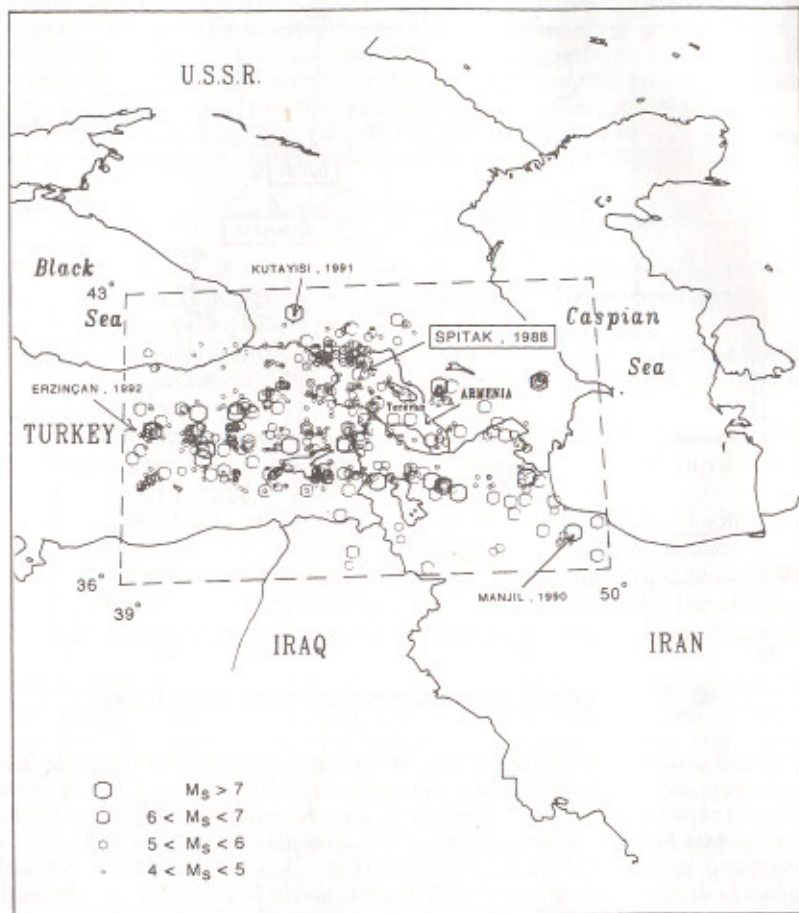 U.S.S.R.
Black
Sea
43°
KUTAYISI, 1991
SPITAK, 1988
Caspian
Sea
ERZINÇAN, 1992
ARMENIA
Yerevan
TURKEY
36°
39°
50°
MANJIL, 1990
IRAQ
IRAN
Ms > 7
6 < Ms < 7
5 < Ms < 6
4 < Ms < 5